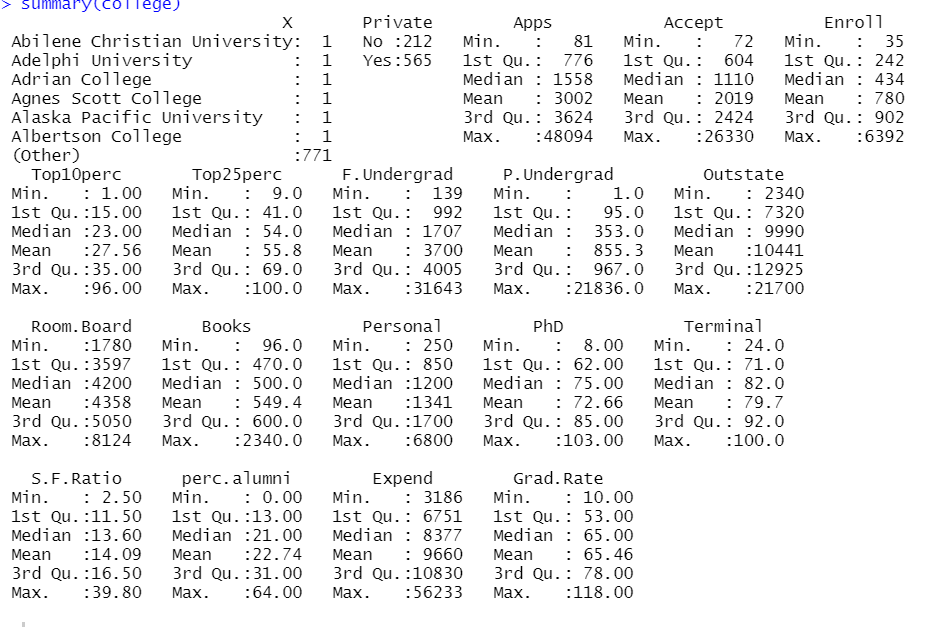 > summary(college)
                            X        Private        Apps           Accept          Enroll    
 Abilene Christian University:  1   No :212   Min.   :   81   Min.   :   72   Min.   :  35  
 Adelphi University          :  1   Yes:565   1st Qu.:  776   1st Qu.:  604   1st Qu.: 242  
 Adrian College              :  1             Median : 1558   Median : 1110   Median : 434  
 Agnes Scott College         :  1             Mean   : 3002   Mean   : 2019   Mean   : 780  
 Alaska Pacific University   :  1             3rd Qu.: 3624   3rd Qu.: 2424   3rd Qu.: 902  
 Albertson College           :  1             Max.   :48094   Max.   :26330   Max.   :6392  
 (Other)                     :771
   Top10perc       Top25perc      F.Undergrad     P.Undergrad         Outstate    
 Min.   : 1.00   Min.   :  9.0   Min.   :  139   Min.   :    1.0   Min.   : 2340  
 1st Qu.:15.00   1st Qu.: 41.0   1st Qu.:  992   1st Qu.:   95.0   1st Qu.: 7320  
 Median :23.00   Median : 54.0   Median : 1707   Median :  353.0   Median : 9990  
 Mean   :27.56   Mean   : 55.8   Mean   : 3700   Mean   :  855.3   Mean   :10441  
 3rd Qu.:35.00   3rd Qu.: 69.0   3rd Qu.: 4005   3rd Qu.:  967.0   3rd Qu.:12925  
 Max.   :96.00   Max.   :100.0   Max.   :31643   Max.   :21836.0   Max.   :21700  

   Room.Board       Books           Personal         PhD            Terminal    
 Min.   :1780   Min.   :  96.0   Min.   : 250   Min.   :  8.00   Min.   : 24.0  
 1st Qu.:3597   1st Qu.: 470.0   1st Qu.: 850   1st Qu.: 62.00   1st Qu.: 71.0  
 Median :4200   Median : 500.0   Median :1200   Median : 75.00   Median : 82.0  
 Mean   :4358   Mean   : 549.4   Mean   :1341   Mean   : 72.66   Mean   : 79.7  
 3rd Qu.:5050   3rd Qu.: 600.0   3rd Qu.:1700   3rd Qu.: 85.00   3rd Qu.: 92.0  
 Max.   :8124   Max.   :2340.0   Max.   :6800   Max.   :103.00   Max.   :100.0  

   S.F.Ratio      perc.alumni        Expend        Grad.Rate     
 Min.   : 2.50   Min.   : 0.00   Min.   : 3186   Min.   : 10.00  
 1st Qu.:11.50   1st Qu.:13.00   1st Qu.: 6751   1st Qu.: 53.00  
 Median :13.60   Median :21.00   Median : 8377   Median : 65.00  
 Mean   :14.09   Mean   :22.74   Mean   : 9660   Mean   : 65.46  
 3rd Qu.:16.50   3rd Qu.:31.00   3rd Qu.:10830   3rd Qu.: 78.00  
 Max.   :39.80   Max.   :64.00   Max.   :56233   Max.   :118.00